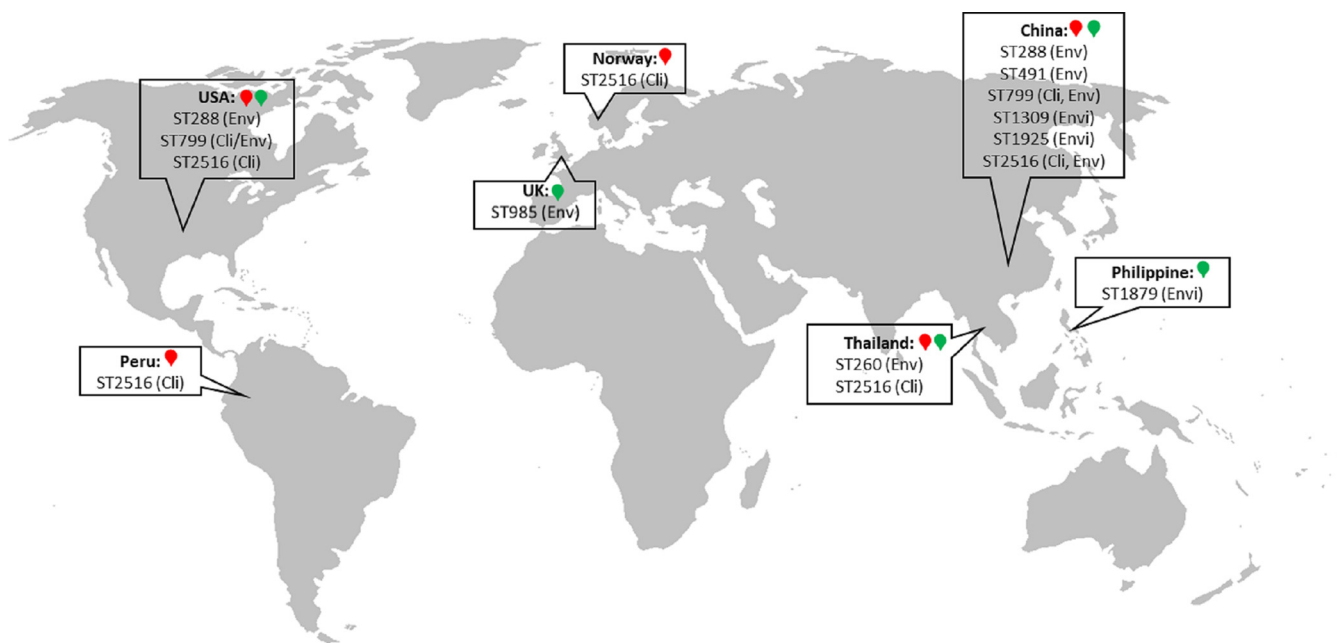 USA:
ST288 (Env)
ST799 (Cli/Env)
ST2516 (Cli)
Norway:
ST2516 (Cli)
China:
ST288 (Env)
ST491 (Env)
ST799 (Cli, Env)
ST1309 (Envi)
ST1925 (Envi)
ST2516 (Cli, Env)
UK:
ST985 (Env)
Philippine:
ST1879 (Envi)
Peru:
ST2516 (Cli)
Thailand:
ST260 (Env)
ST2516 (Cli)